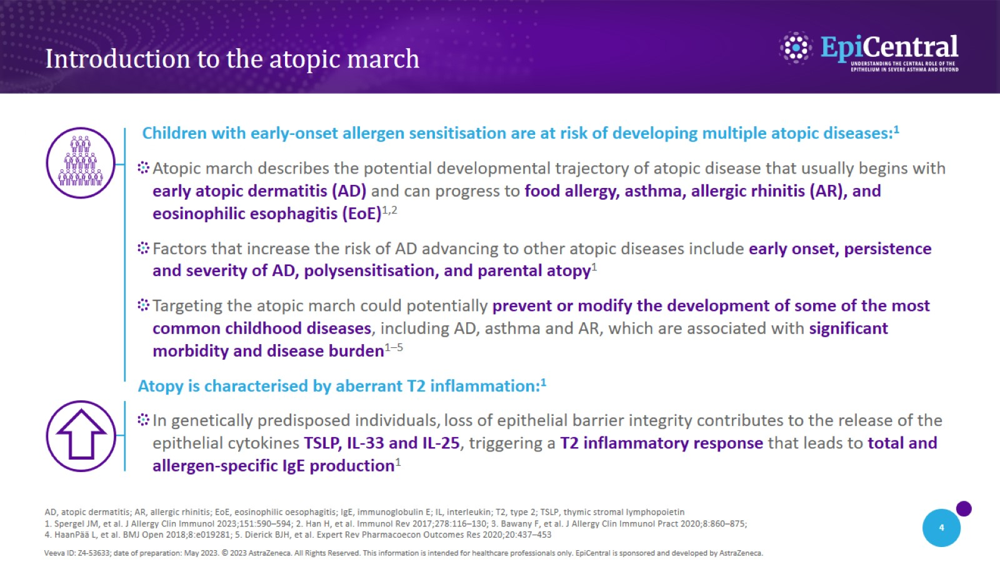 Introduction to the atopic march
EpiCentral
UNDERSTANDING THE CENTRAL ROLE OF THE
EPITHELIUM IN SEVERE ASTHMA AND BEYOND
Children with early-onset allergen sensitisation are at risk of developing multiple atopic diseases:1
Atopic march describes the potential developmental trajectory of atopic disease that usually begins with
early atopic dermatitis (AD) and can progress to food allergy, asthma, allergic rhinitis (AR), and
eosinophilic esophagitis (EoE)1,2
Factors that increase the risk of AD advancing to other atopic diseases include early onset, persistence
and severity of AD, polysensitisation, and parental atopy1
Targeting the atopic march could potentially prevent or modify the development of some of the most
common childhood diseases, including AD, asthma and AR, which are associated with significant
morbidity and disease burden1–5
Atopy is characterised by aberrant T2 inflammation:1
In genetically predisposed individuals, loss of epithelial barrier integrity contributes to the release of the
epithelial cytokines TSLP, IL-33 and IL-25, triggering a T2 inflammatory response that leads to total and
allergen-specific IgE production1
AD, atopic dermatitis; AR, allergic rhinitis; EoE, eosinophilic oesophagitis; IgE, immunoglobulin E; IL, interleukin; T2, type 2; TSLP, thymic stromal lymphopoietin
1. Spergel JM, et al. J Allergy Clin Immunol 2023;151:590–594; 2. Han H, et al. Immunol Rev 2017;278:116–130; 3. Bawany F, et al. J Allergy Clin Immunol Pract 2020;8:860–875;
4. HaanPää L, et al. BMJ Open 2018;8:e019281; 5. Dierick BJH, et al. Expert Rev Pharmacoecon Outcomes Res 2020;20:437–453
4
Veeva ID: Z4-53633; date of preparation: May 2023. © 2023 AstraZeneca. All Rights Reserved. This information is intended for healthcare professionals only. EpiCentral is sponsored and developed by AstraZeneca.